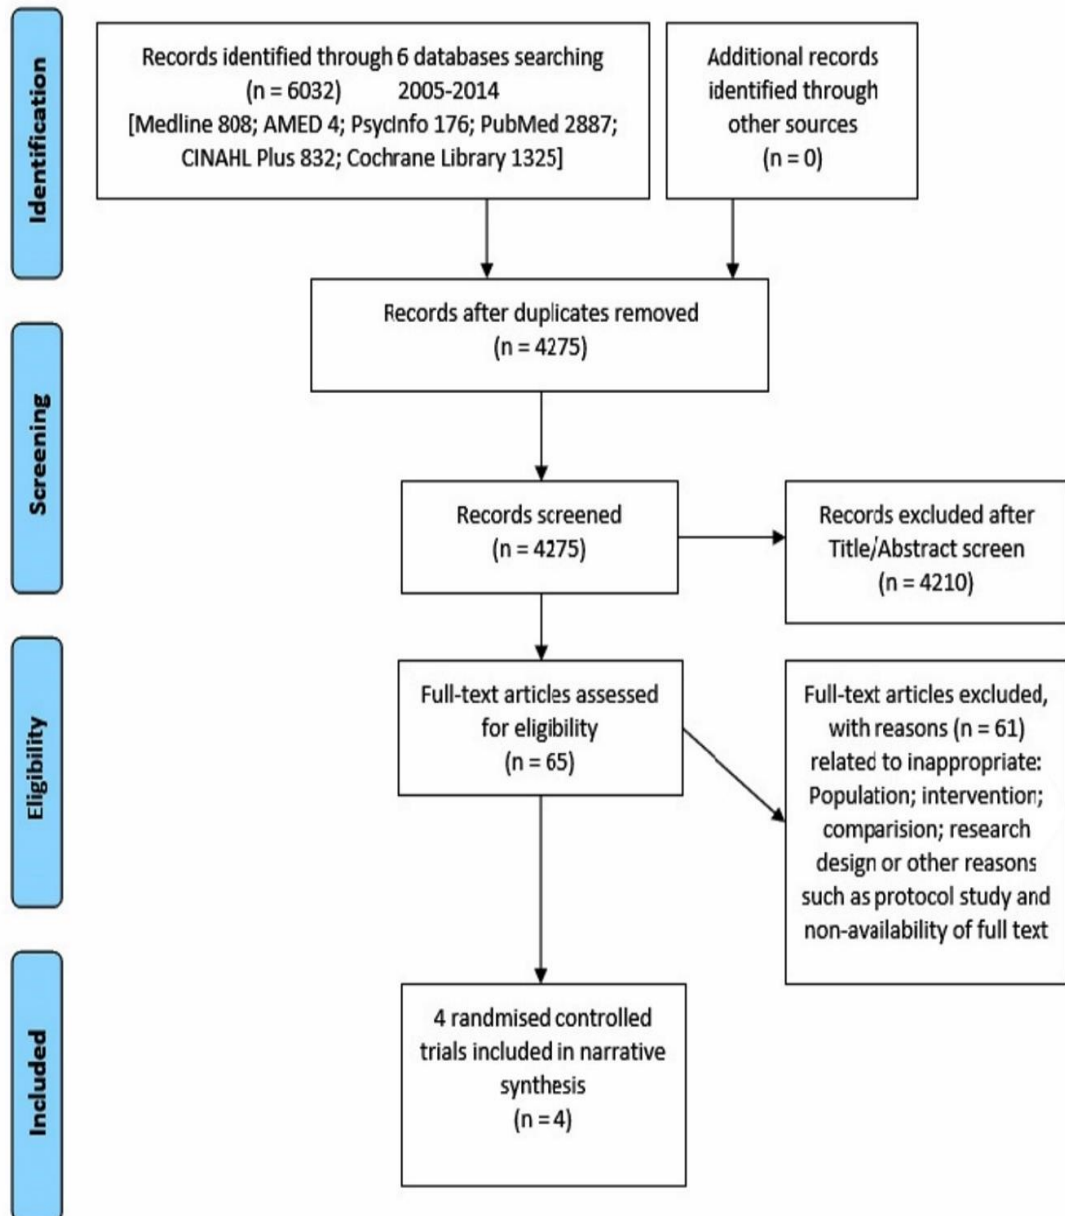 Identification
Records identified through 6 databases searching
(n = 6032) 2005-2014
[Medline 808; AMED 4; PsycInfo 176; PubMed 2887;
CINAHL Plus 832; Cochrane Library 1325]
Additional records
identified through
other sources
(n = 0)
Records after duplicates removed
(n = 4275)
Screening
Records screened
(n = 4275)
Records excluded after
Title/Abstract screen
(n = 4210)
Eligibility
Full-text articles assessed
for eligibility
(n = 65)
Full-text articles excluded,
with reasons (n = 61)
related to inappropriate:
Population; intervention;
comparision; research
design or other reasons
such as protocol study and
non-availability of full text
Included
4 randmised controlled
trials included in narrative
synthesis
(n = 4)